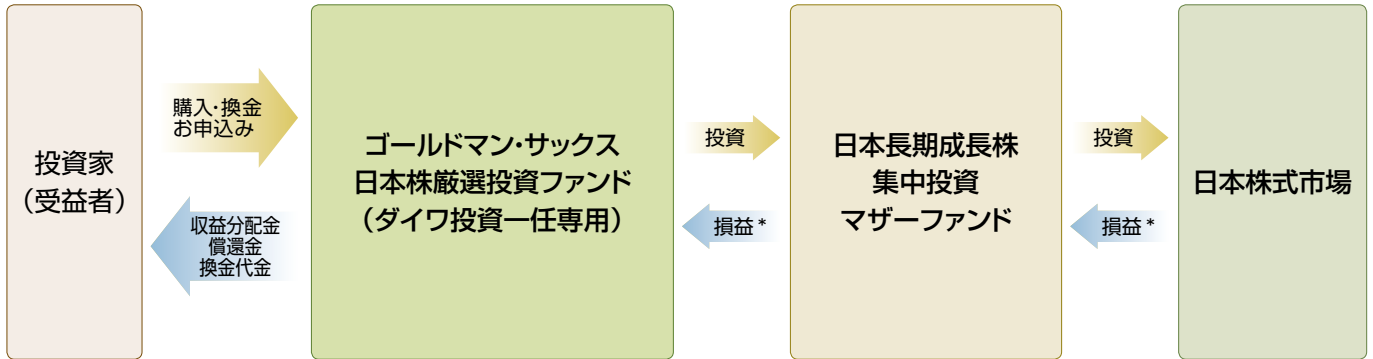 投資家
(受益者)
購入・換金
お申込み
収益分配金
償還金
換金代金
ゴールドマン・サックス
日本株厳選投資ファンド
(ダイワ投資一任専用)
投資
損益*
日本長期成長株
集中投資
マザーファンド
投資
損益*
日本株式市場